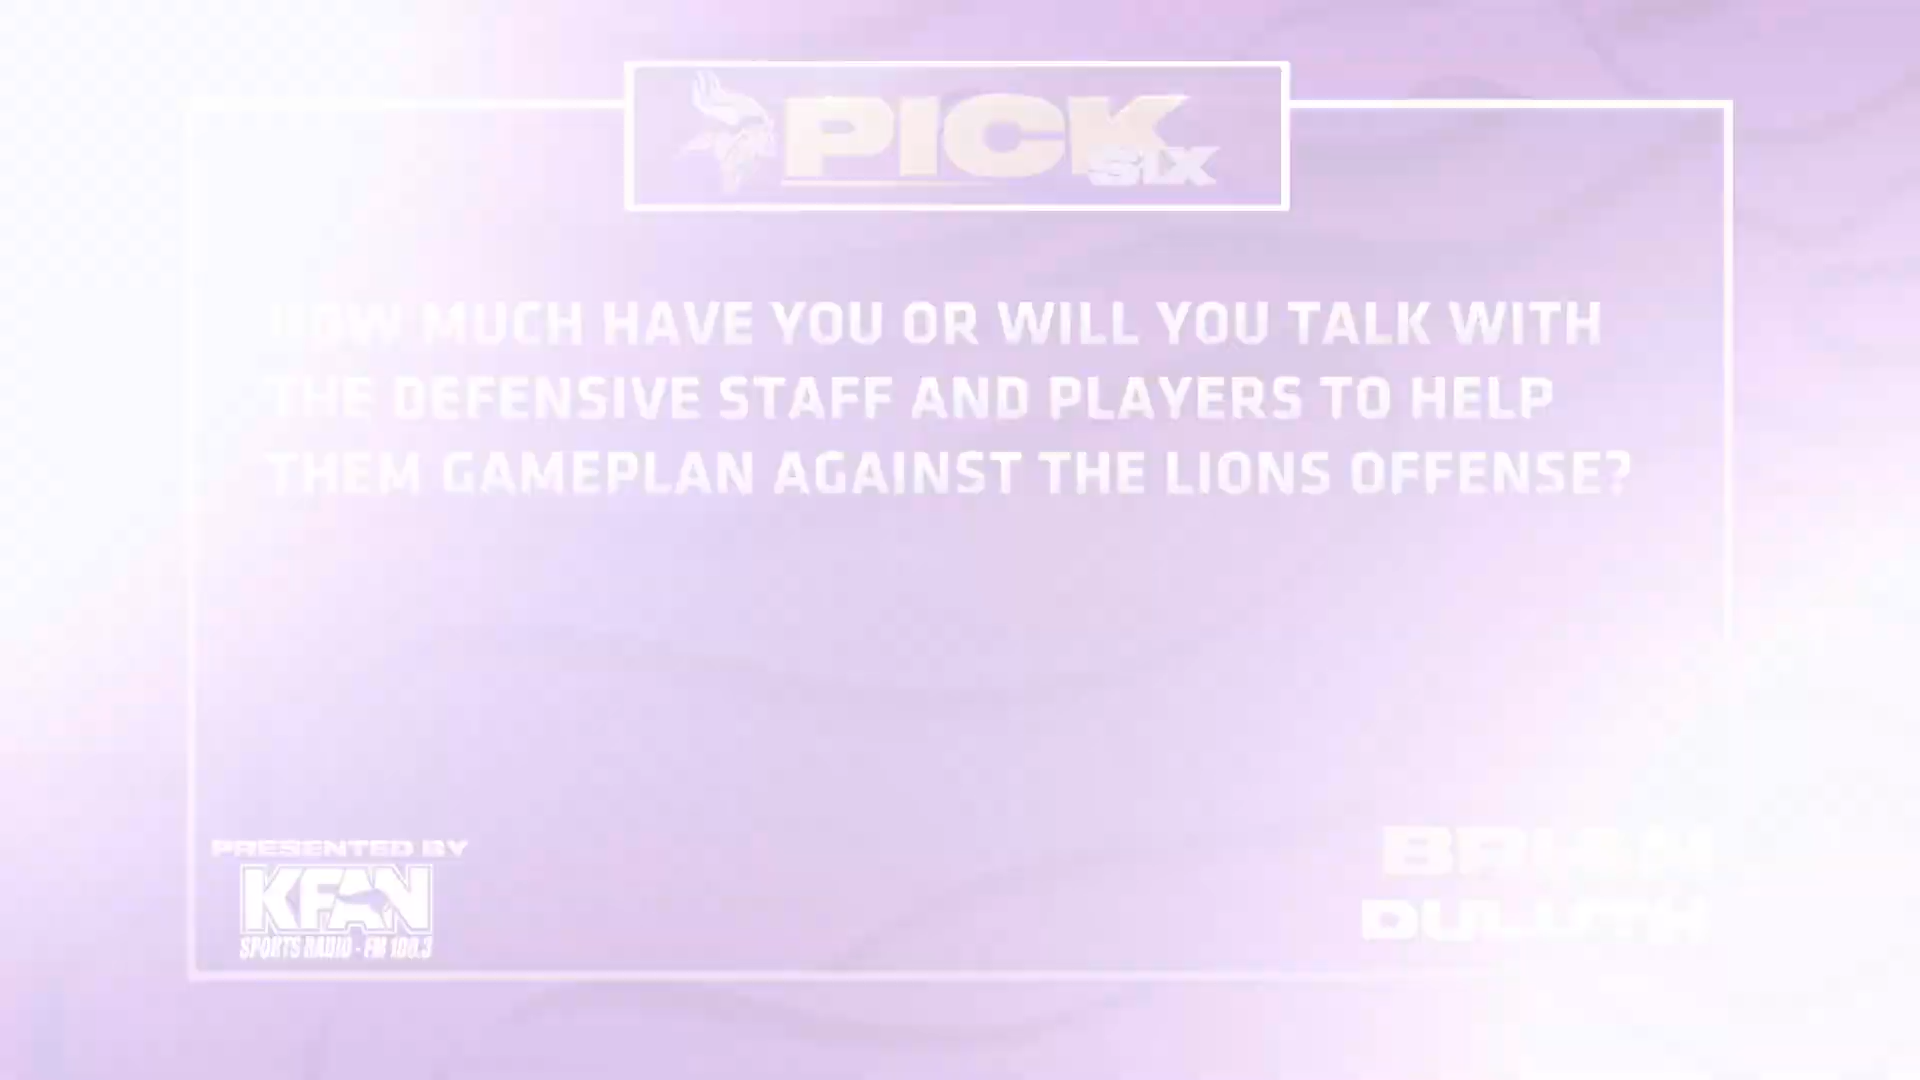 PICK
SIX
HOW MUCH HAVE YOU OR WILL YOU TALK WITH
THE DEFENSIVE STAFF AND PLAYERS TO HELP
THEM GAMEPLAN AGAINST THE LIONS OFFENSE?
PRESENTED BY
KFAN
SPORTS RADIO - FM 100.3
BRIAN
DULUTH